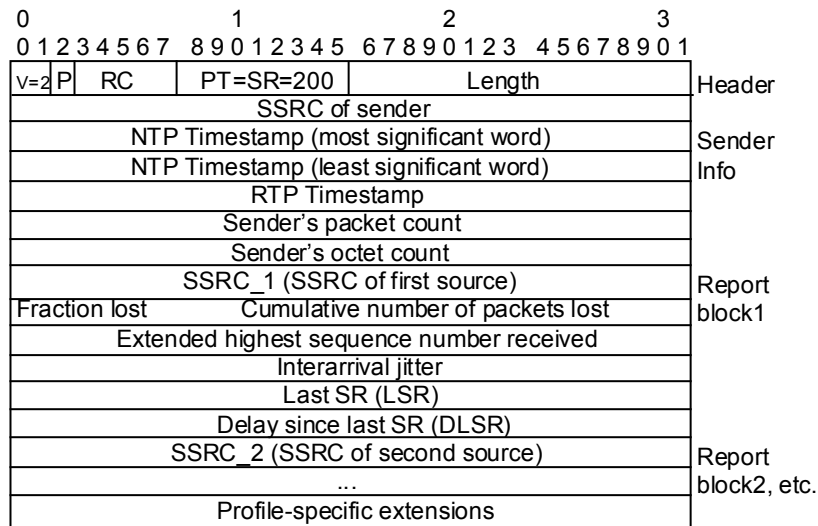 0 1 2 3
0 1 2 3 4 5 6 7 8 9 0 1 2 3 4 5 6 7 8 9 0 1 2 3 4 5 6 7 8 9 0 1
V=2 P RC PT=SR=200 Length Header
SSRC of sender
NTP Timestamp (most significant word) Sender
NTP Timestamp (least significant word) Info
RTP Timestamp
Sender's packet count
Sender's octet count
SSRC_1 (SSRC of first source) Report
Fraction lost Cumulative number of packets lost block1
Extended highest sequence number received
Interarrival jitter
Last SR (LSR)
Delay since last SR (DLSR)
SSRC_2 (SSRC of second source) Report
... block2, etc.
Profile-specific extensions